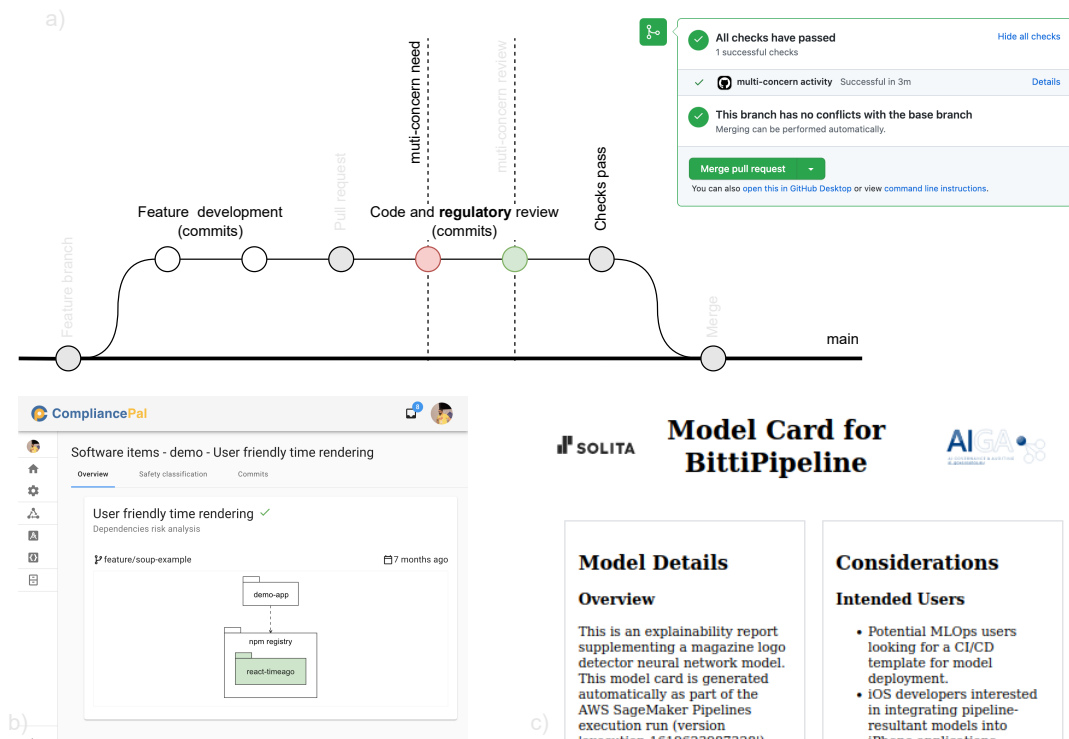 a)
All checks have passed
Hide all checks
1 successful checks
multi-concern activity Successful in 3m
Details
This branch has no conflicts with the base branch
Merging can be performed automatically.
Merge pull request
You can also open this in GitHub Desktop or view command line instructions.
Feature branch
Feature development
(commits)
Pull request
muti-concern need
muti-concern review
Code and regulatory review
(commits)
Checks pass
Merge
main
CompliancePal
Software items - demo - User friendly time rendering
Overview
Safety classification
Commits
User friendly time rendering
Dependencies risk analysis
feature/soup-example
7 months ago
demo-app
npm registry
react-timeago
b)
SOLITA
Model Card for
BittiPipeline
AIGA
Model Details
Overview
This is an explainability report
supplementing a magazine logo
detector neural network model.
This model card is generated
automatically as part of the
AWS SageMaker Pipelines
execution run (version
Considerations
Intended Users
• Potential MLOps users
looking for a CI/CD
template for model
deployment.
• iOS developers interested
in integrating pipeline-
resultant models into
c)